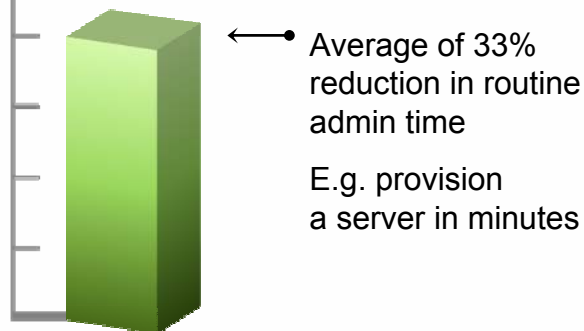 Average of 33%
reduction in routine
admin time
E.g. provision
a server in minutes